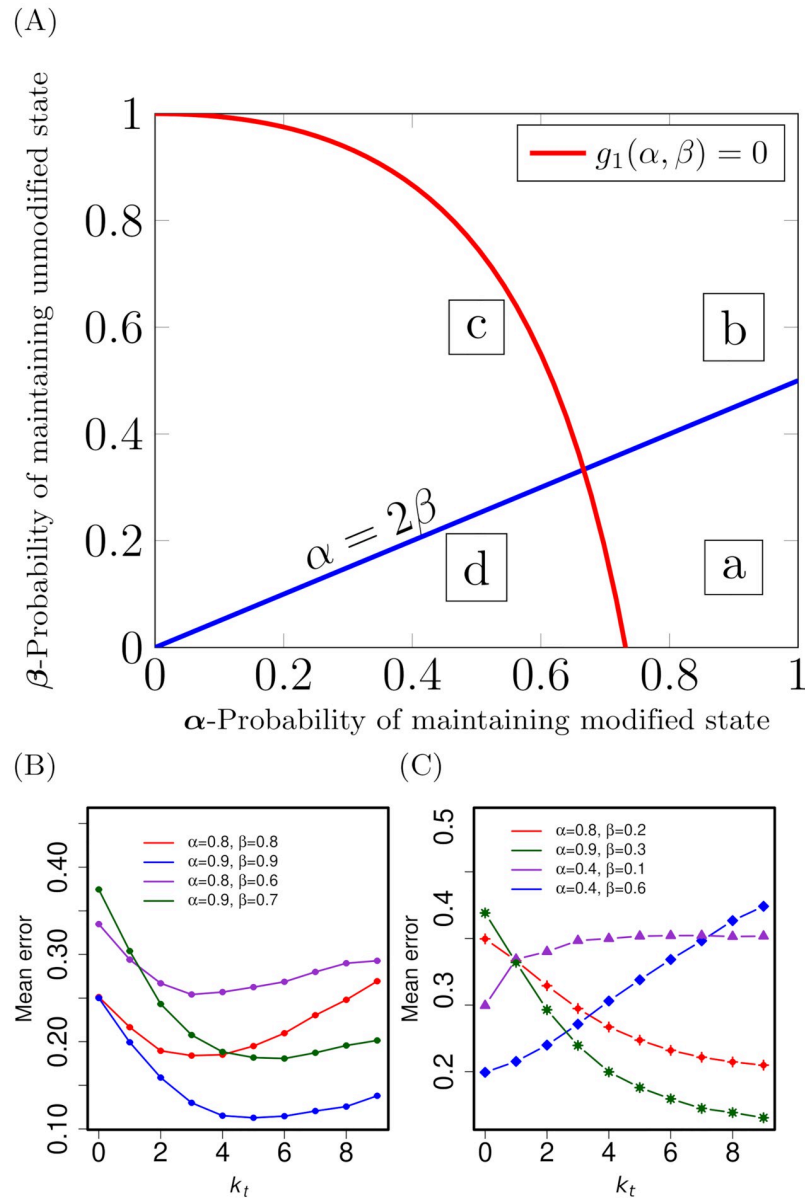 (A)
β-Probability of maintaining unmodified state
1
0.8
0.6
0.4
0.2
0
g₁(α, β) = 0
c
b
α = 2β
d
a
0 0.2 0.4 0.6 0.8 1
α-Probability of maintaining modified state
(B)
Mean error
0.40
0.30
0.20
0.10
α=0.8, β=0.8
α=0.9, β=0.9
α=0.8, β=0.6
α=0.9, β=0.7
0 2 4 6 8
kₜ
(C)
Mean error
0.5
0.4
0.3
0.2
α=0.8, β=0.2
α=0.9, β=0.3
α=0.4, β=0.1
α=0.4, β=0.6
0 2 4 6 8
kₜ